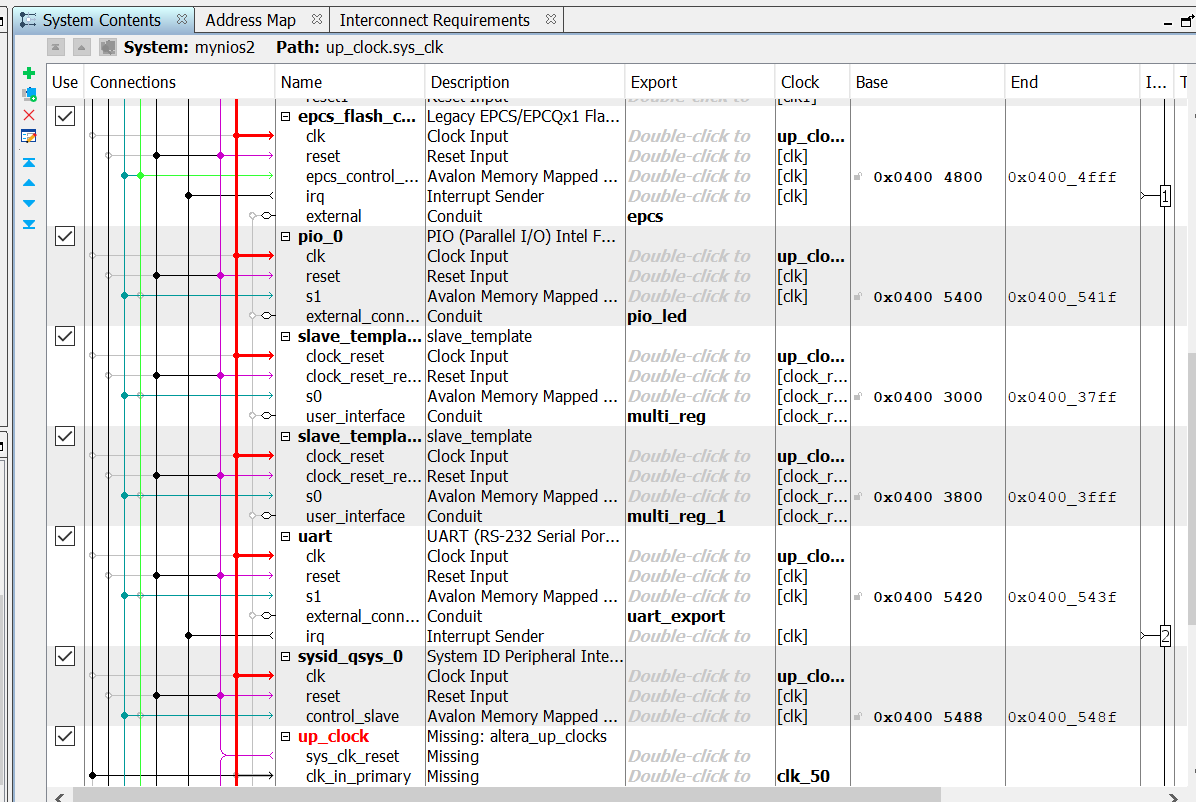 System Contents Address Map Interconnect Requirements
System: mynios2 Path: up_clock.sys_clk
Use Connections Name Description Export Clock Base End I... T
epcs_flash_c... Legacy EPCS/EPCQx1 Fla...
clk Clock Input Double-click to up_clo...
reset Reset Input Double-click to [clk]
epcs_control_... Avalon Memory Mapped ... Double-click to [clk] 0x0400 4800 0x0400_4fff
irq Interrupt Sender Double-click to [clk] 1
external Conduit epcs
pio_0 PIO (Parallel I/O) Intel F...
clk Clock Input Double-click to up_clo...
reset Reset Input Double-click to [clk]
s1 Avalon Memory Mapped ... Double-click to [clk] 0x0400 5400 0x0400_541f
external_conn... Conduit pio_led
slave_templa... slave_template
clock_reset Clock Input Double-click to up_clo...
clock_reset_re... Reset Input Double-click to [clock_r...
s0 Avalon Memory Mapped ... Double-click to [clock_r... 0x0400 3000 0x0400_37ff
user_interface Conduit multi_reg [clock_r...
slave_templa... slave_template
clock_reset Clock Input Double-click to up_clo...
clock_reset_re... Reset Input Double-click to [clock_r...
s0 Avalon Memory Mapped ... Double-click to [clock_r... 0x0400 3800 0x0400_3fff
user_interface Conduit multi_reg_1 [clock_r...
uart UART (RS-232 Serial Por...
clk Clock Input Double-click to up_clo...
reset Reset Input Double-click to [clk]
s1 Avalon Memory Mapped ... Double-click to [clk] 0x0400 5420 0x0400_543f
external_conn... Conduit uart_export
irq Interrupt Sender Double-click to [clk] 2
sysid_qsys_0 System ID Peripheral Inte...
clk Clock Input Double-click to up_clo...
reset Reset Input Double-click to [clk]
control_slave Avalon Memory Mapped ... Double-click to [clk] 0x0400 5488 0x0400_548f
up_clock Missing: altera_up_clocks
sys_clk_reset Missing Double-click to
clk_in_primary Missing Double-click to clk_50